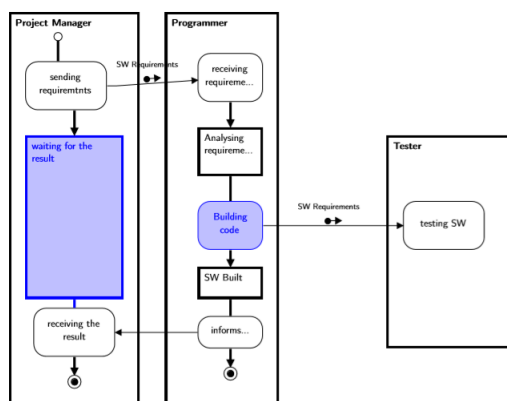 Project Manager
Programmer
sending
requiremtnts
SW Requirements
receiving
requireme...
waiting for the
result
Analysing
requireme...
Tester
Building
code
SW Requirements
testing SW
SW Built
receiving the
result
informs...